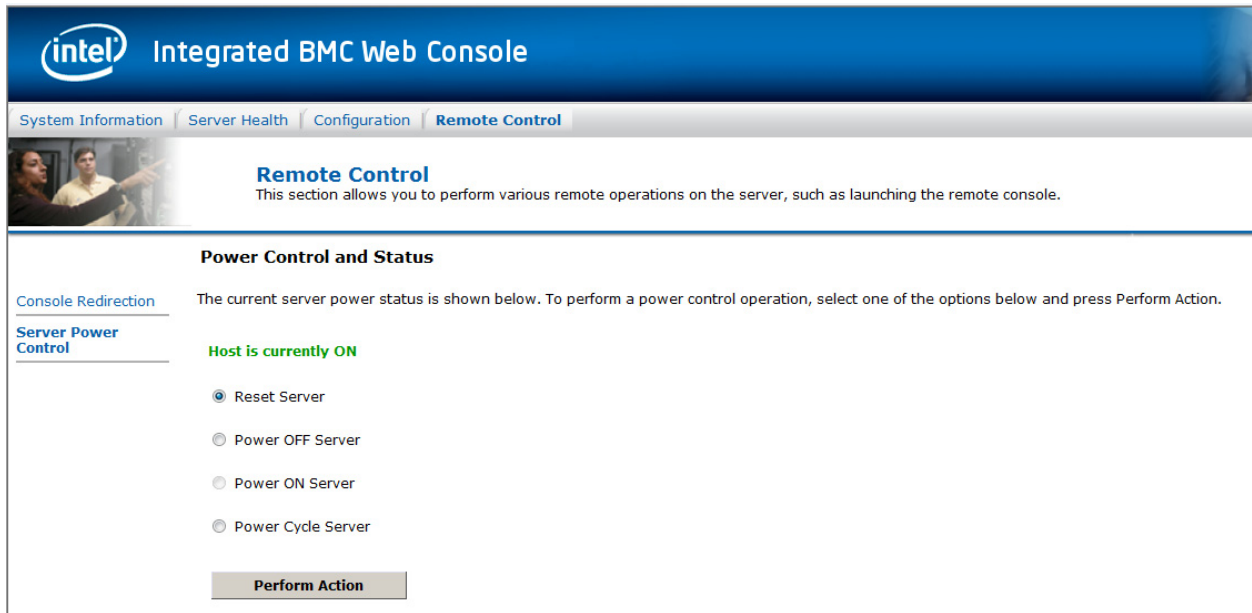 intel Integrated BMC Web Console
System Information Server Health Configuration Remote Control
Remote Control
This section allows you to perform various remote operations on the server, such as launching the remote console.
Power Control and Status
Console Redirection
Server Power
Control
The current server power status is shown below. To perform a power control operation, select one of the options below and press Perform Action.
Host is currently ON
Reset Server
Power OFF Server
Power ON Server
Power Cycle Server
Perform Action